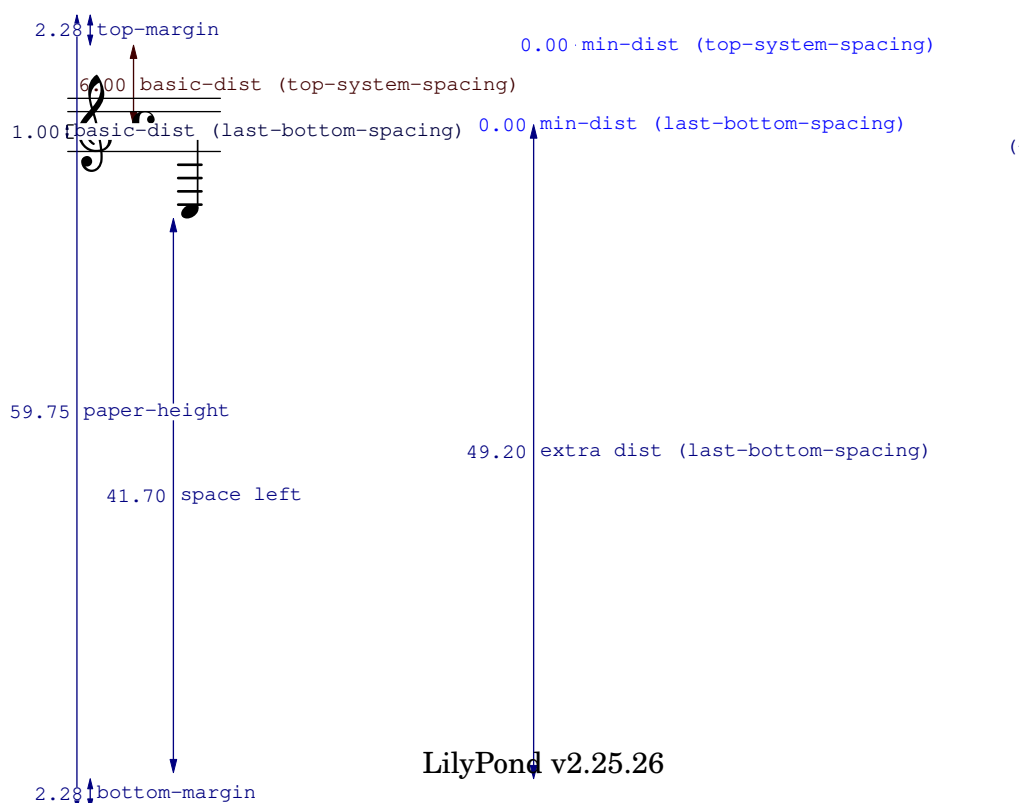 2.28 top-margin
0.00 min-dist (top-system-spacing)
6.00 basic-dist (top-system-spacing)
1.00 basic-dist (last-bottom-spacing)
0.00 min-dist (last-bottom-spacing)
(
59.75 paper-height
49.20 extra dist (last-bottom-spacing)
41.70 space left
LilyPond v2.25.26
2.28 bottom-margin